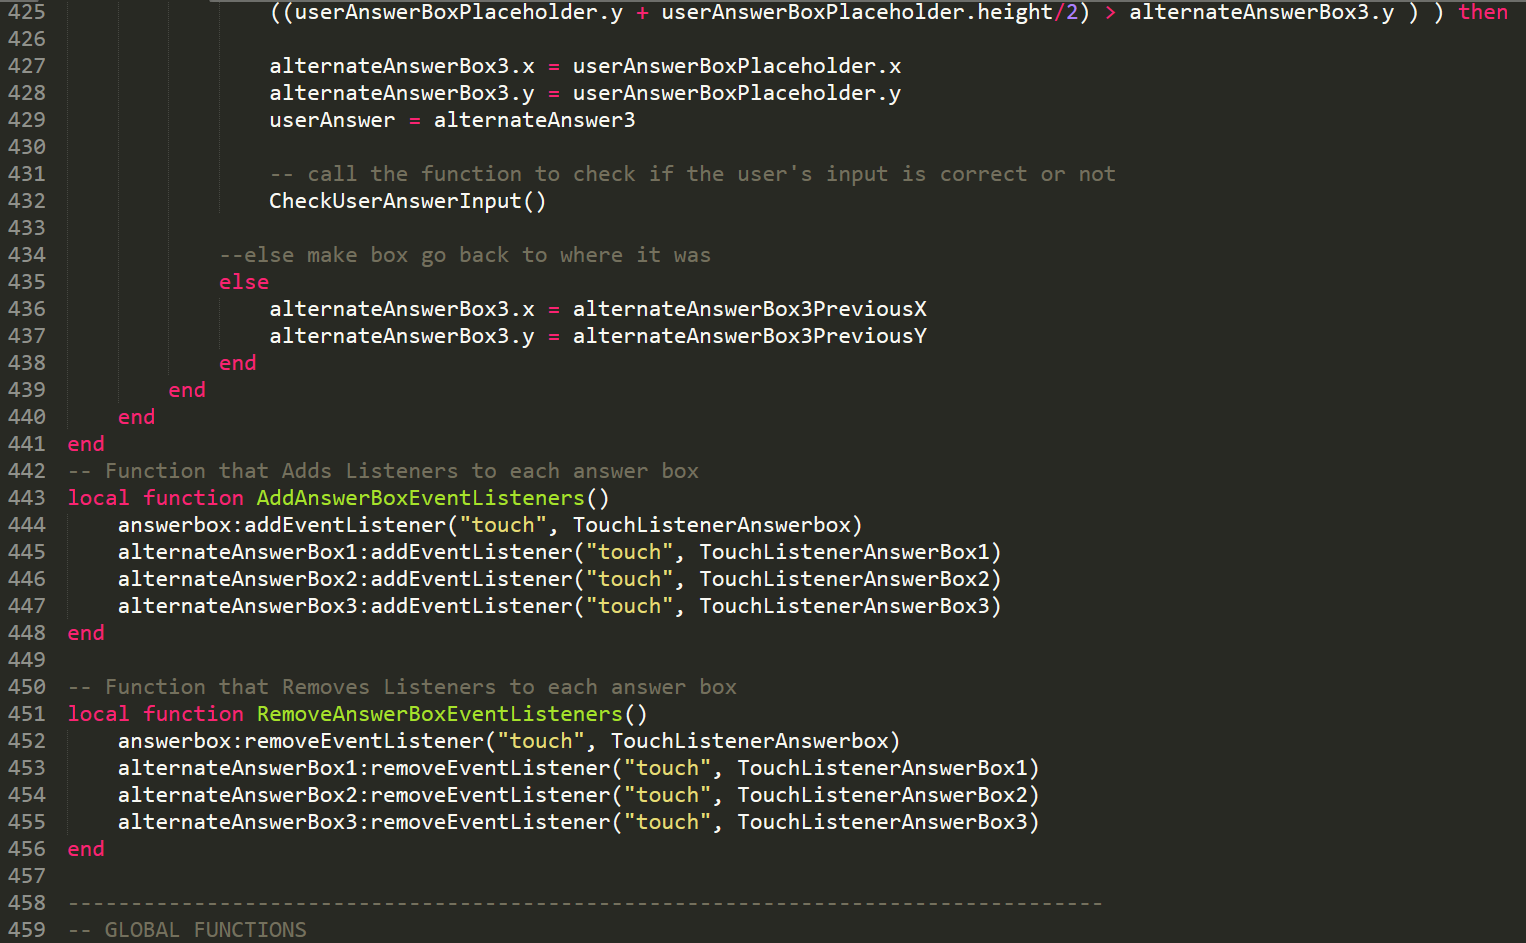 425 ((userAnswerBoxPlaceholder.y + userAnswerBoxPlaceholder.height/2) > alternateAnswerBox3.y ) ) then
426
427 alternateAnswerBox3.x = userAnswerBoxPlaceholder.x
428 alternateAnswerBox3.y = userAnswerBoxPlaceholder.y
429 userAnswer = alternateAnswer3
430
431 -- call the function to check if the user's input is correct or not
432 CheckUserAnswerInput()
433
434 --else make box go back to where it was
435 else
436 alternateAnswerBox3.x = alternateAnswerBox3PreviousX
437 alternateAnswerBox3.y = alternateAnswerBox3PreviousY
438 end
439 end
440 end
441 end
442 -- Function that Adds Listeners to each answer box
443 local function AddAnswerBoxEventListeners()
444 answerbox:addEventListener("touch", TouchListenerAnswerbox)
445 alternateAnswerBox1:addEventListener("touch", TouchListenerAnswerBox1)
446 alternateAnswerBox2:addEventListener("touch", TouchListenerAnswerBox2)
447 alternateAnswerBox3:addEventListener("touch", TouchListenerAnswerBox3)
448 end
449
450 -- Function that Removes Listeners to each answer box
451 local function RemoveAnswerBoxEventListeners()
452 answerbox:removeEventListener("touch", TouchListenerAnswerbox)
453 alternateAnswerBox1:removeEventListener("touch", TouchListenerAnswerBox1)
454 alternateAnswerBox2:removeEventListener("touch", TouchListenerAnswerBox2)
455 alternateAnswerBox3:removeEventListener("touch", TouchListenerAnswerBox3)
456 end
457
458 ----------------------------------------------------------------------------------
459 -- GLOBAL FUNCTIONS